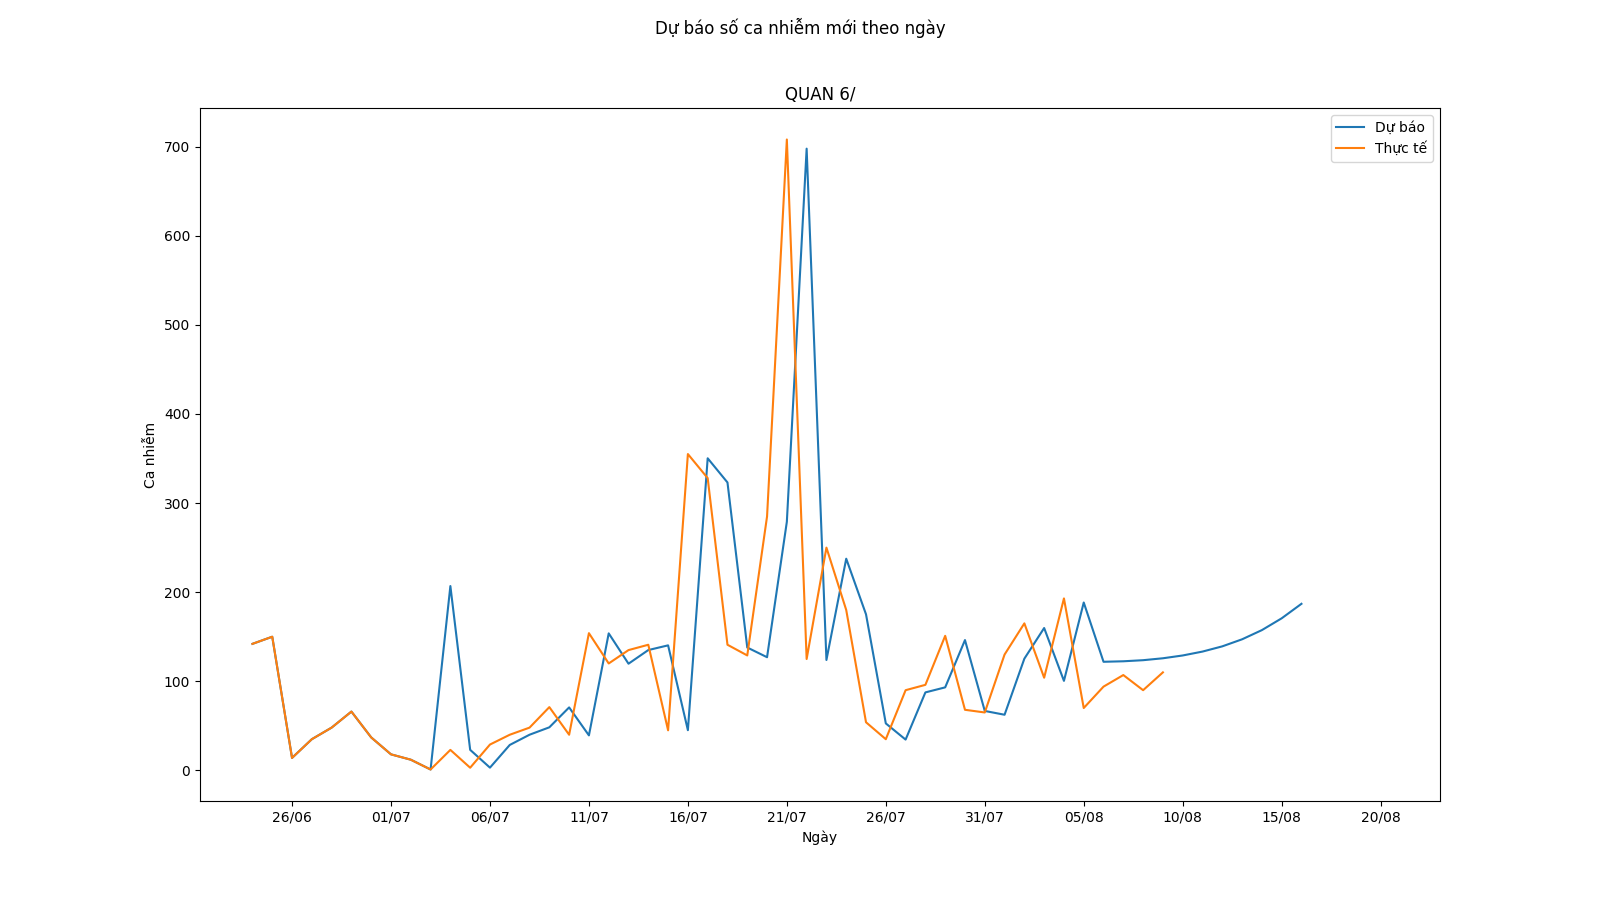 Dự báo số ca nhiễm mới theo ngày
QUAN 6/
Dự báo
Thực tế
700
600
500
400
300
200
100
0
Ca nhiễm
26/06 01/07 06/07 11/07 16/07 21/07 26/07 31/07 05/08 10/08 15/08 20/08
Ngày